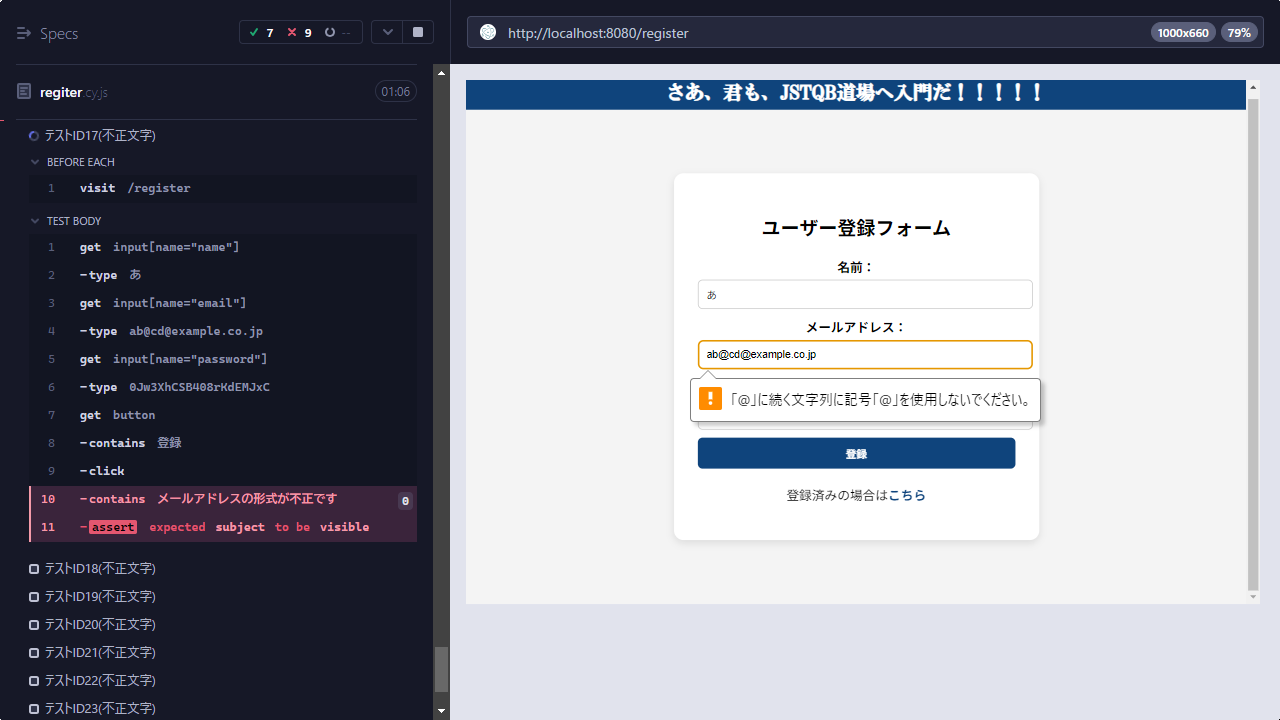 Specs
7 9 --
regiter.cy.js 01:06
テストID17(不正文字)
BEFORE EACH
1 visit /register
TEST BODY
1 get input[name="name"]
2 -type あ
3 get input[name="email"]
4 -type ab@cd@example.co.jp
5 get input[name="password"]
6 -type 0Jw3XhCSB408rKdEMJxC
7 get button
8 -contains 登録
9 -click
10 -contains メールアドレスの形式が不正です 0
11 -assert expected subject to be visible
テストID18(不正文字)
テストID19(不正文字)
テストID20(不正文字)
テストID21(不正文字)
テストID22(不正文字)
テストID23(不正文字)
http://localhost:8080/register 1000x660 79%
さあ、君も、JSTQB道場へ入門だ！！！！！
ユーザー登録フォーム
名前：
あ
メールアドレス：
ab@cd@example.co.jp
「@」に続く文字列に記号「@」を使用しないでください。
登録
登録済みの場合はこちら